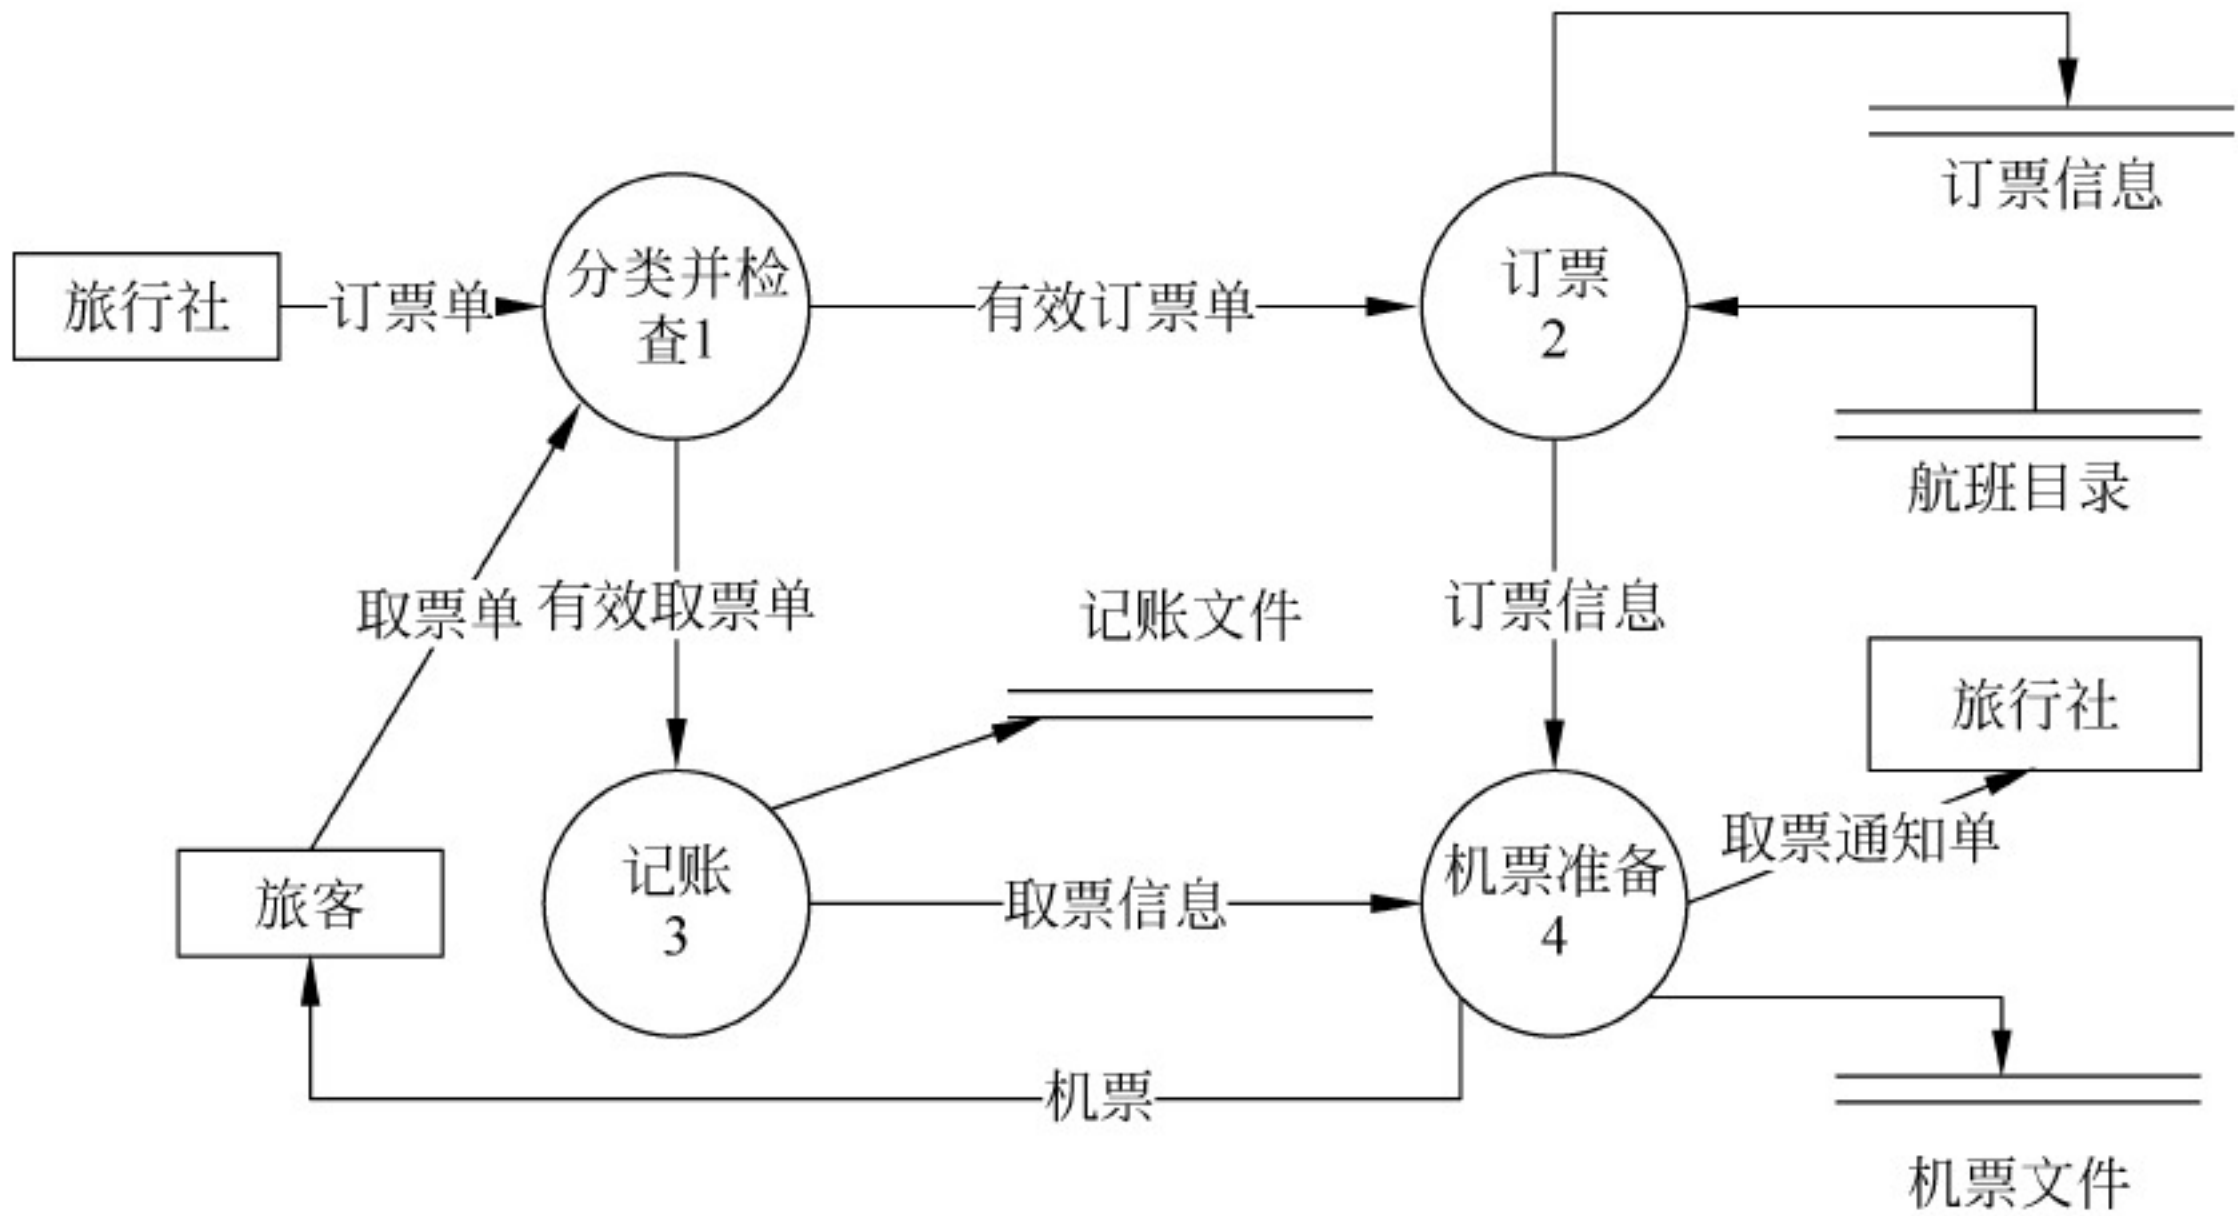 订票信息
旅行社
订票单
分类并检
查1
有效订票单
订票
2
航班目录
取票单
有效取票单
记账文件
订票信息
旅行社
取票通知单
旅客
记账
3
取票信息
机票准备
4
机票
机票文件